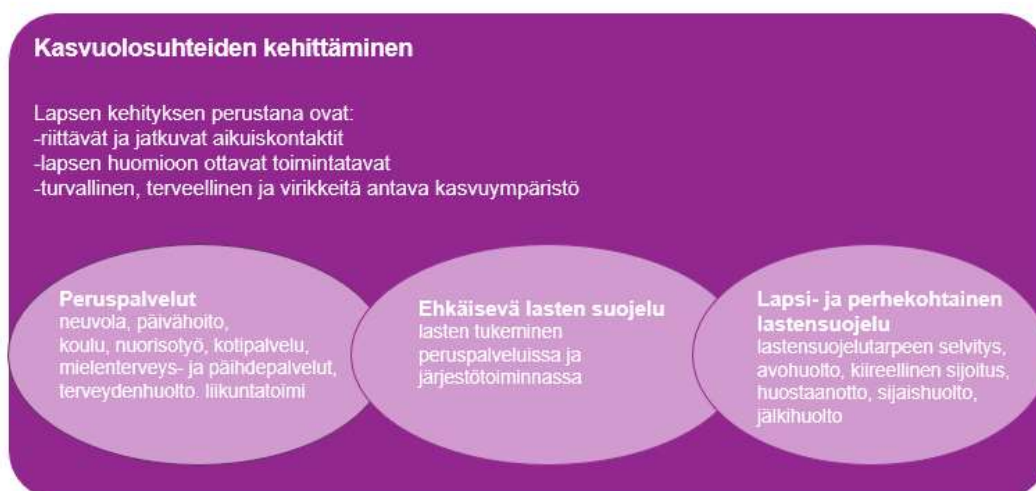 Kasvuolosuhteiden kehittäminen
Lapsen kehityksen perustana ovat:
-riittävät ja jatkuvat aikuiskontaktit
-lapsen huomioon ottavat toimintatavat
-turvallinen, terveellinen ja virikkeitä antava kasvuympäristö
Peruspalvelut
neuvola, päivähoito,
koulu, nuorisotyö, kotipalvelu,
mielenterveys- ja päihdepalvelut,
terveydenhuolto. liikuntatoimi
Ehkäisevä lasten suojelu
lasten tukeminen
peruspalveluissa ja
järjestötoiminnassa
Lapsi- ja perhekohtainen
lastensuojelu
lastensuojelutarpeen selvitys,
avohuolto, kiireellinen sijoitus,
huostaanotto, sijaishuolto,
jälkihuolto